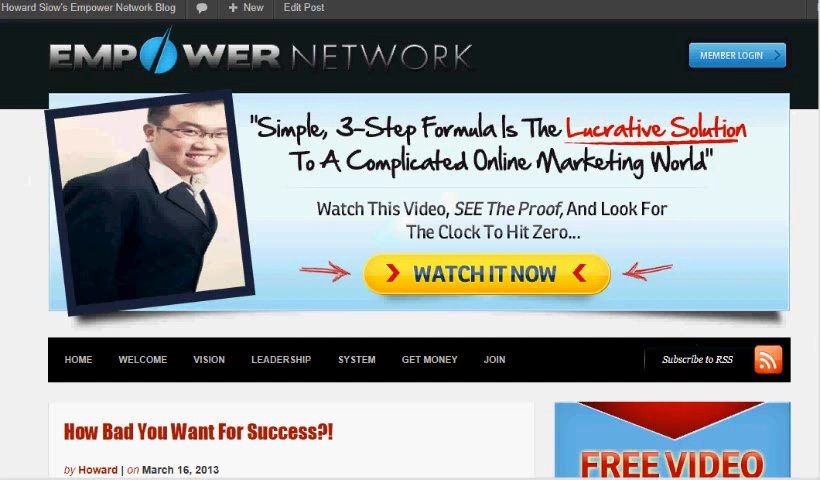 Howard Slow's Empower Network Blog
+ New
Edit Post
EMPOWER NETWORK
MEMBER LOGIN
"Simple, 3-Step Formula Is The Lucrative Solution
To A Complicated Online Marketing World"
Watch This Video, SEE The Proof, And Look For
The Clock To Hit Zero...
WATCH IT NOW
HOME WELCOME VISION LEADERSHIP SYSTEM GET MONEY JOIN
Subscribe to RSS
How Bad You Want For Success?!
by Howard | on March 16, 2013
FREE VIDEO